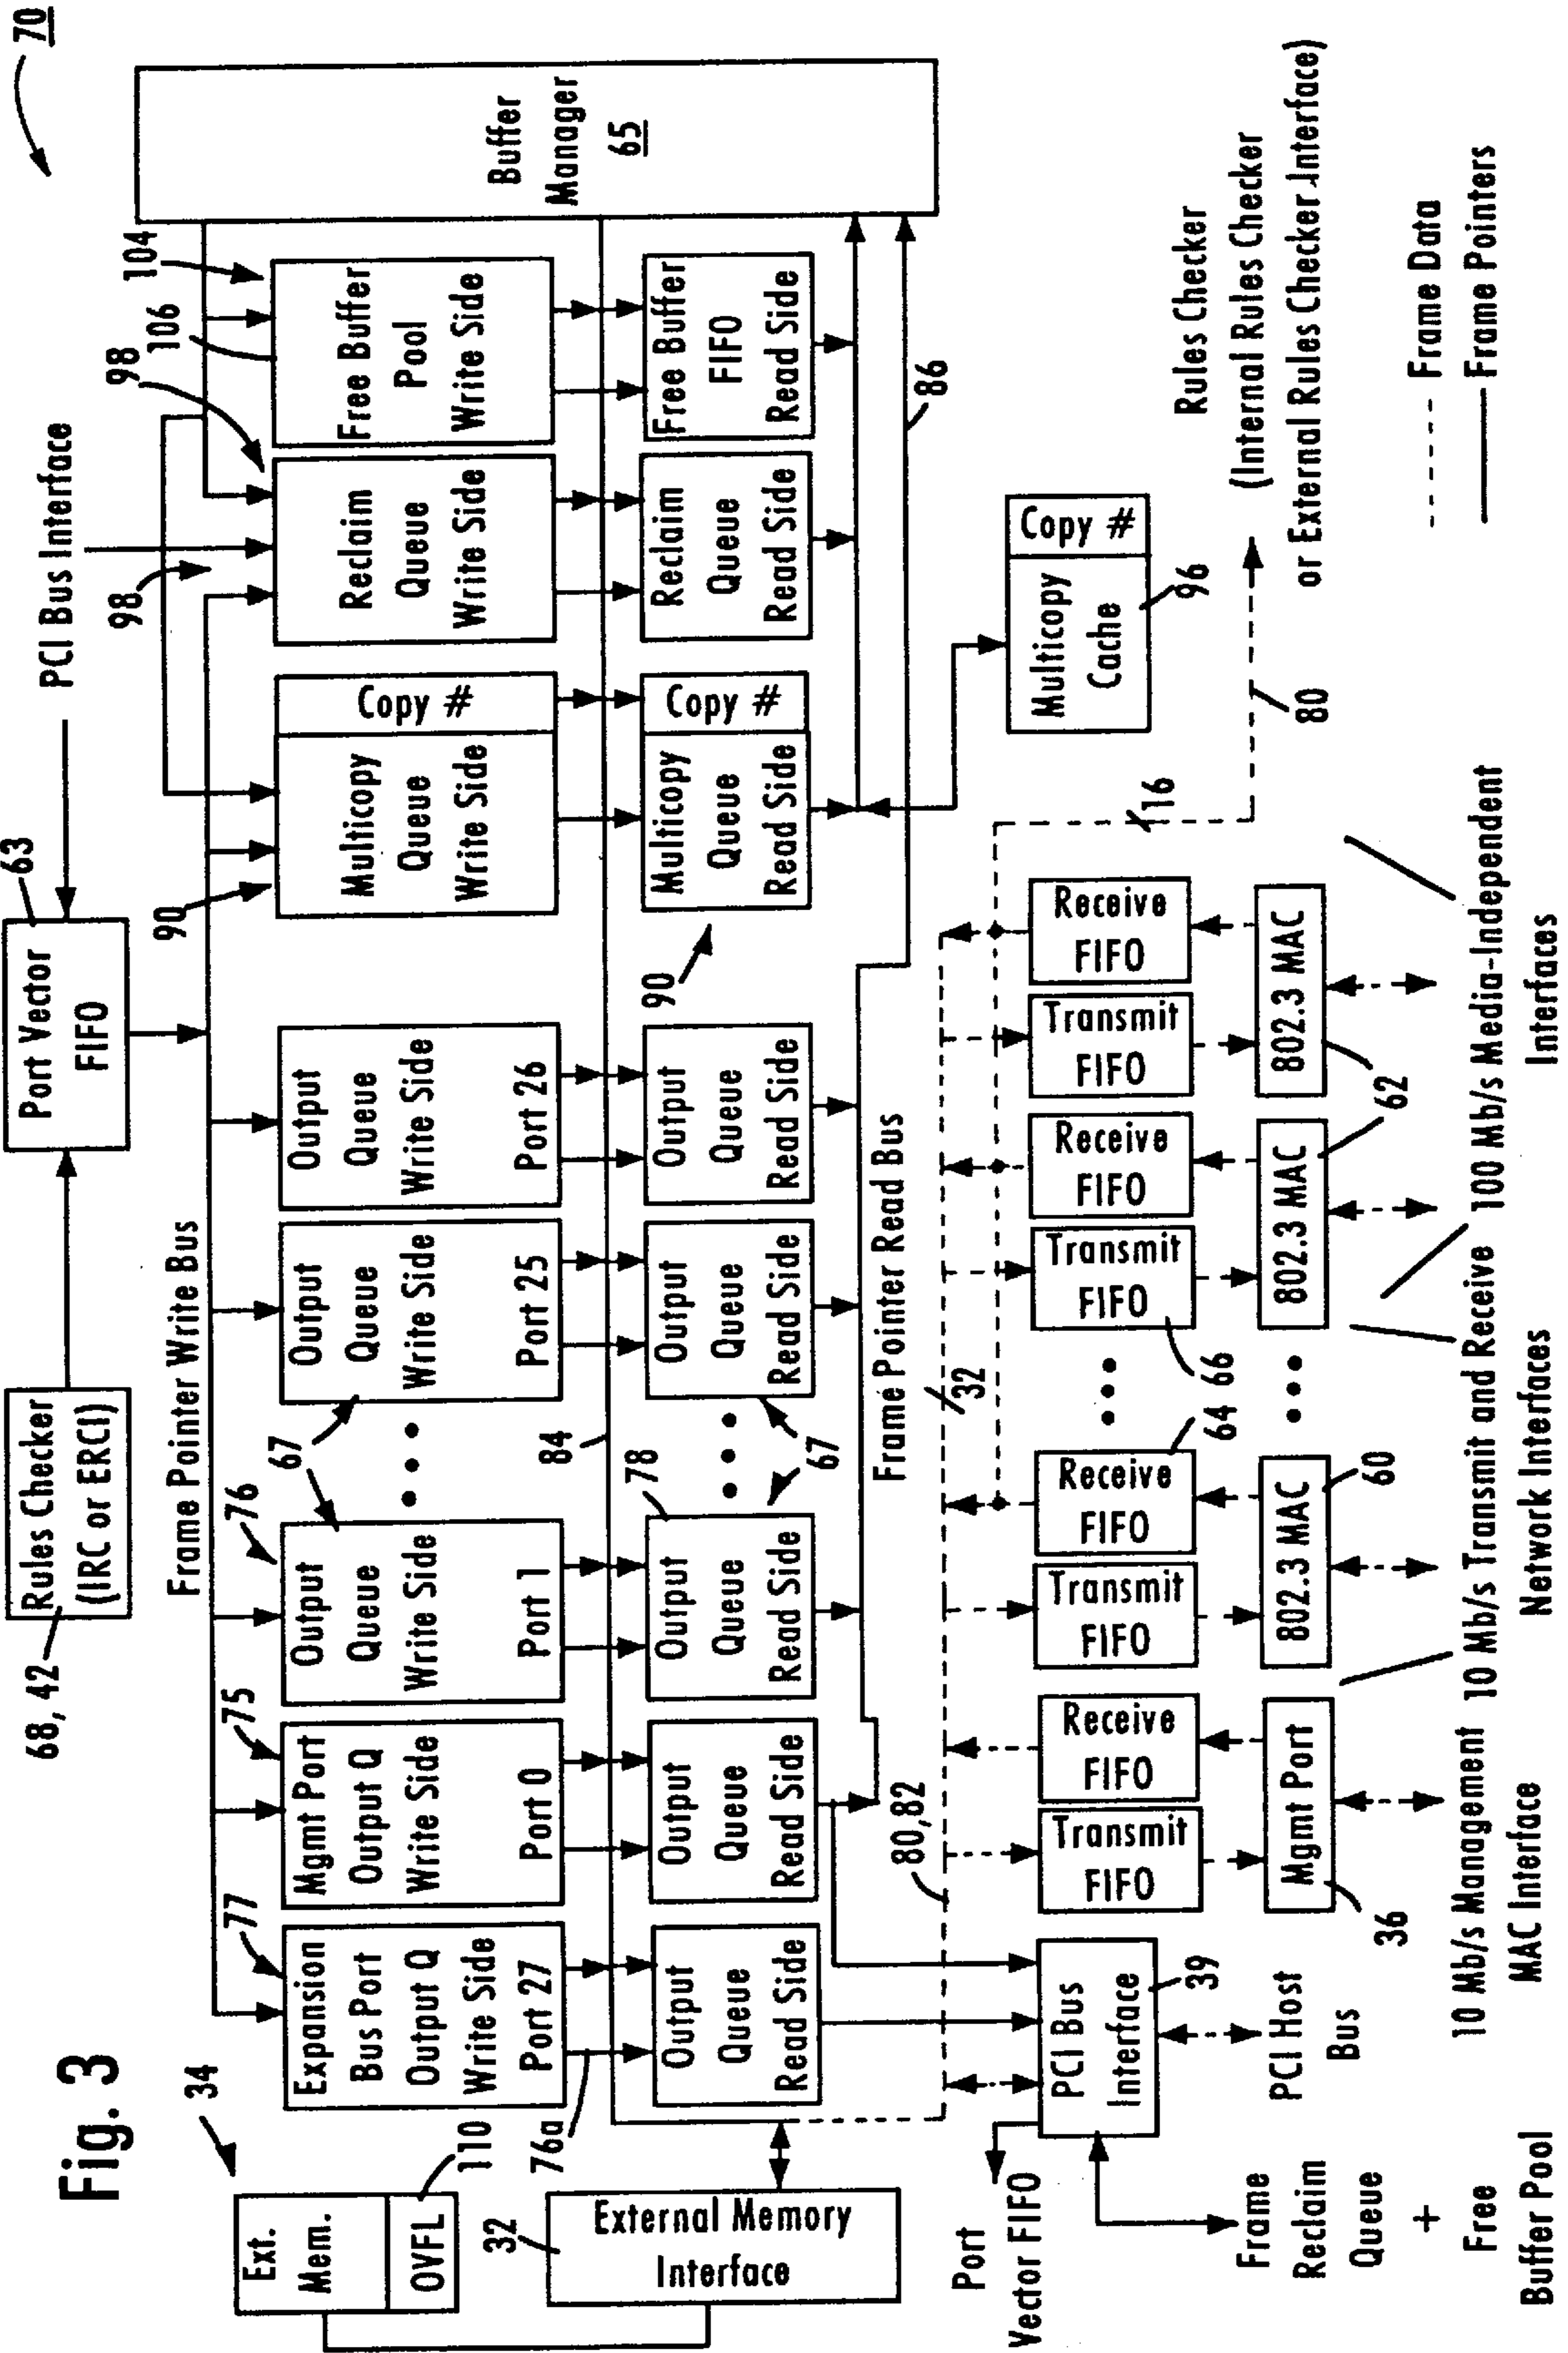 Fig. 3
70
34
Ext.
Mem.
OVFL
110
32
External Memory
Interface
68, 42
Rules Checker
(IRC or ERCI)
Port Vector
FIFO
63
PCI Bus Interface
Frame Pointer Write Bus
77
Expansion
Bus Port
Output Q
Write Side
Port 27
75
Mgmt Port
Output Q
Write Side
Port 0
76
Output
Queue
Write Side
Port 1
67
Output
Queue
Write Side
Port 25
Output
Queue
Write Side
Port 26
90
Multicopy
Queue
Write Side
Copy #
98
Reclaim
Queue
Write Side
98
106
104
Free Buffer
Pool
Write Side
Buffer
Manager
65
76a
84
Output
Queue
Read Side
Output
Queue
Read Side
78
Output
Queue
Read Side
67
Output
Queue
Read Side
Output
Queue
Read Side
90
Multicopy
Queue
Read Side
Copy #
Reclaim
Queue
Read Side
Free Buffer
FIFO
Read Side
Frame Pointer Read Bus
86
80,82
32
16
80
Multicopy
Cache
Copy #
96
Rules Checker
(Internal Rules Checker
or External Rules Checker Interface)
Port
Vector FIFO
PCI Bus
Interface
39
Transmit
FIFO
Receive
FIFO
Transmit
FIFO
Receive
FIFO
64
Transmit
FIFO
66
Receive
FIFO
Transmit
FIFO
Receive
FIFO
Mgmt Port
36
802.3 MAC
60
802.3 MAC
62
802.3 MAC
Frame
Reclaim
Queue
+
Free
Buffer Pool
PCI Host
Bus
10 Mb/s Management
MAC Interface
10 Mb/s Transmit and Receive
Network Interfaces
100 Mb/s Media-Independent
Interfaces
Frame Data
Frame Pointers